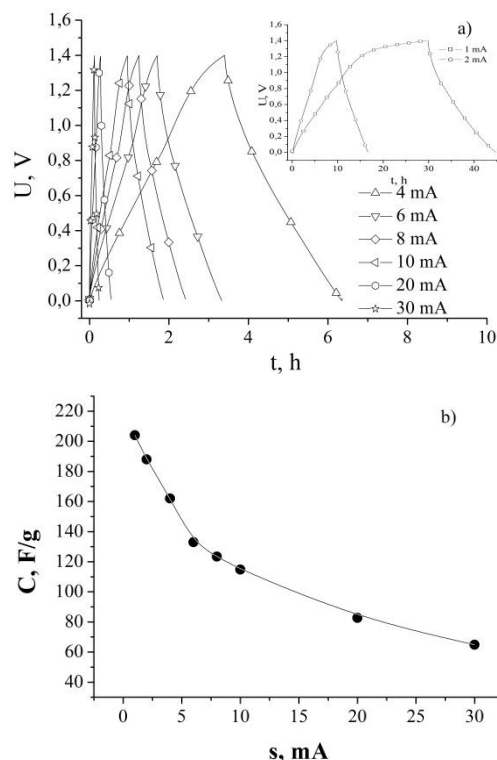 a)
U, V
1,4
1,2
1,0
0,8
0,6
0,4
0,2
0,0
0 2 4 6 8 10
t, h
U, V
1,4
1,2
1,0
0,8
0,6
0,4
0,2
0,0
0 10 20 30 40
t, h
1 mA
2 mA
4 mA
6 mA
8 mA
10 mA
20 mA
30 mA
b)
C, F/g
220
200
180
160
140
120
100
80
60
40
0 5 10 15 20 25 30
s, mA